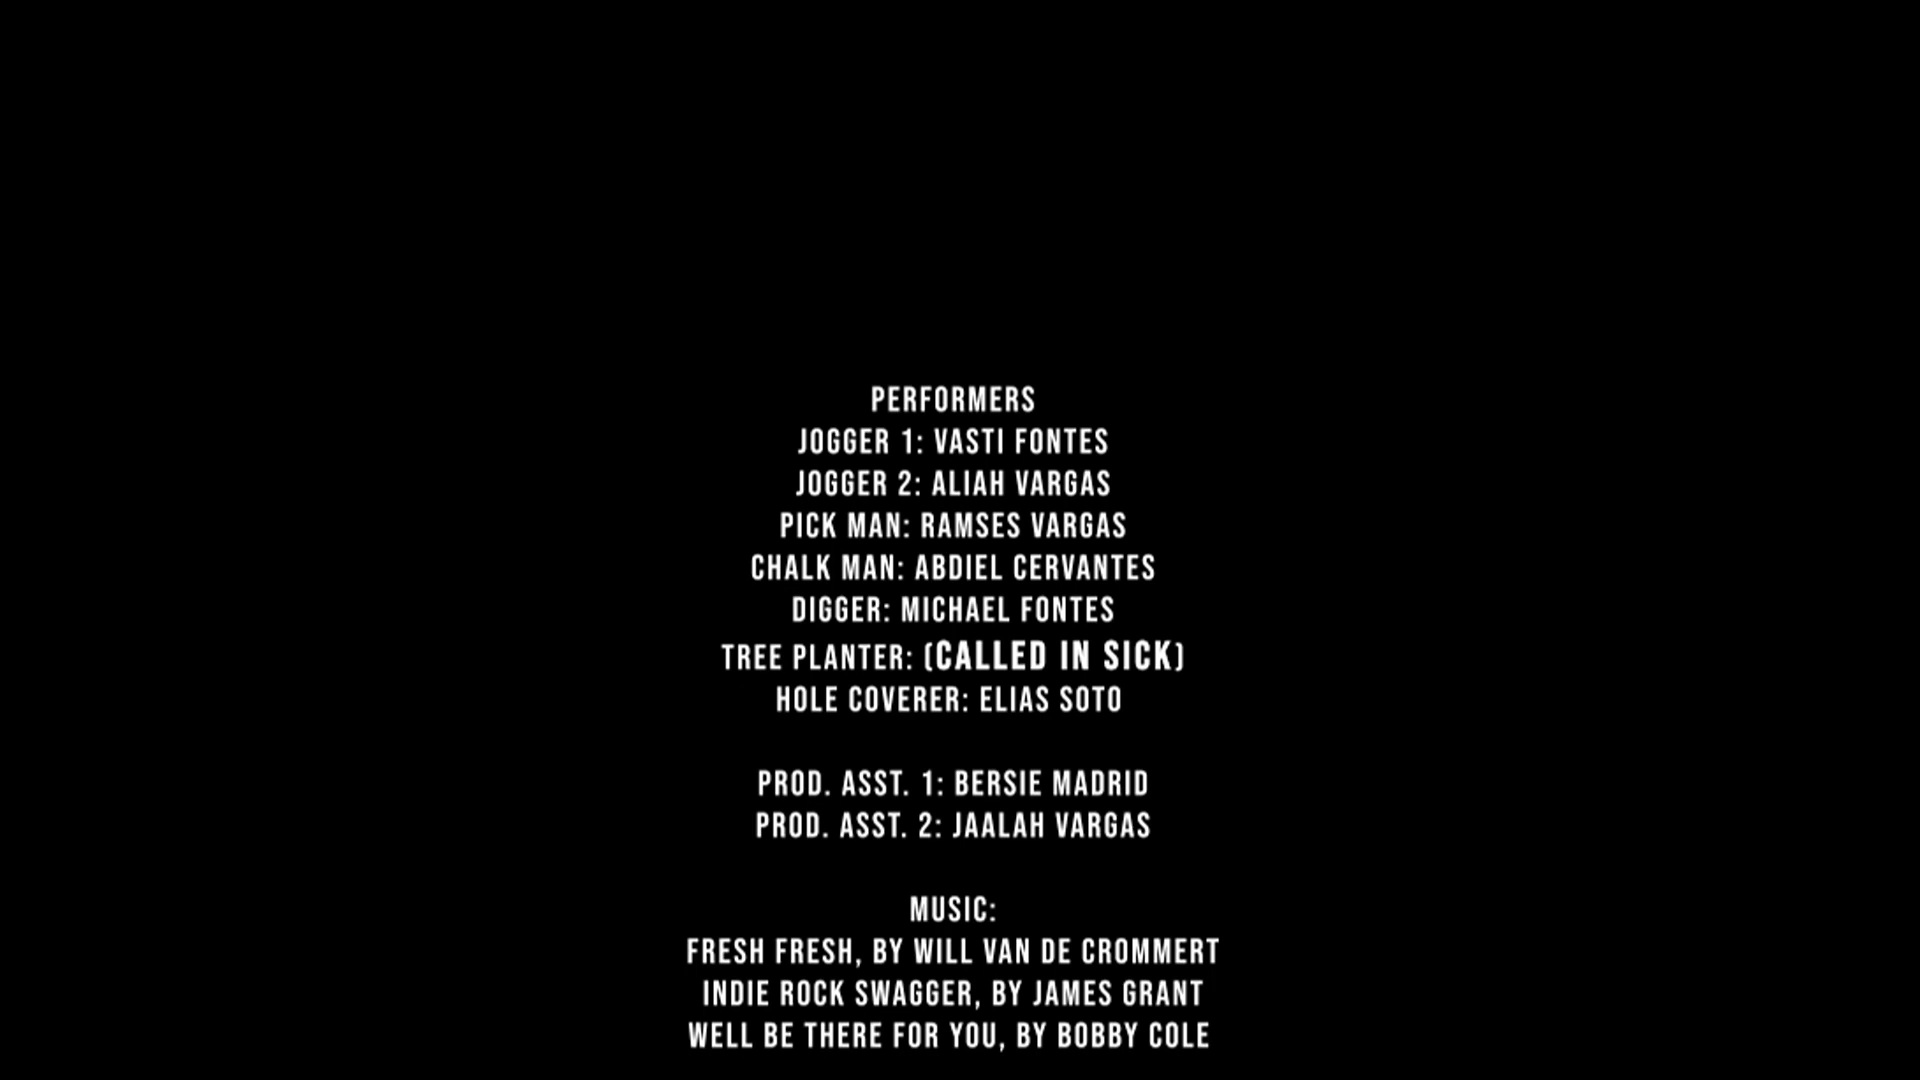 PERFORMERS
JOGGER 1: VASTI FONTES
JOGGER 2: ALIAH VARGAS
PICK MAN: RAMSES VARGAS
CHALK MAN: ABDIEL CERVANTES
DIGGER: MICHAEL FONTES
TREE PLANTER: (CALLED IN SICK)
HOLE COVERER: ELIAS SOTO
PROD. ASST. 1: BERSIE MADRID
PROD. ASST. 2: JAALAH VARGAS
MUSIC:
FRESH FRESH, BY WILL VAN DE CROMMERT
INDIE ROCK SWAGGER, BY JAMES GRANT
WELL BE THERE FOR YOU, BY BOBBY COLE